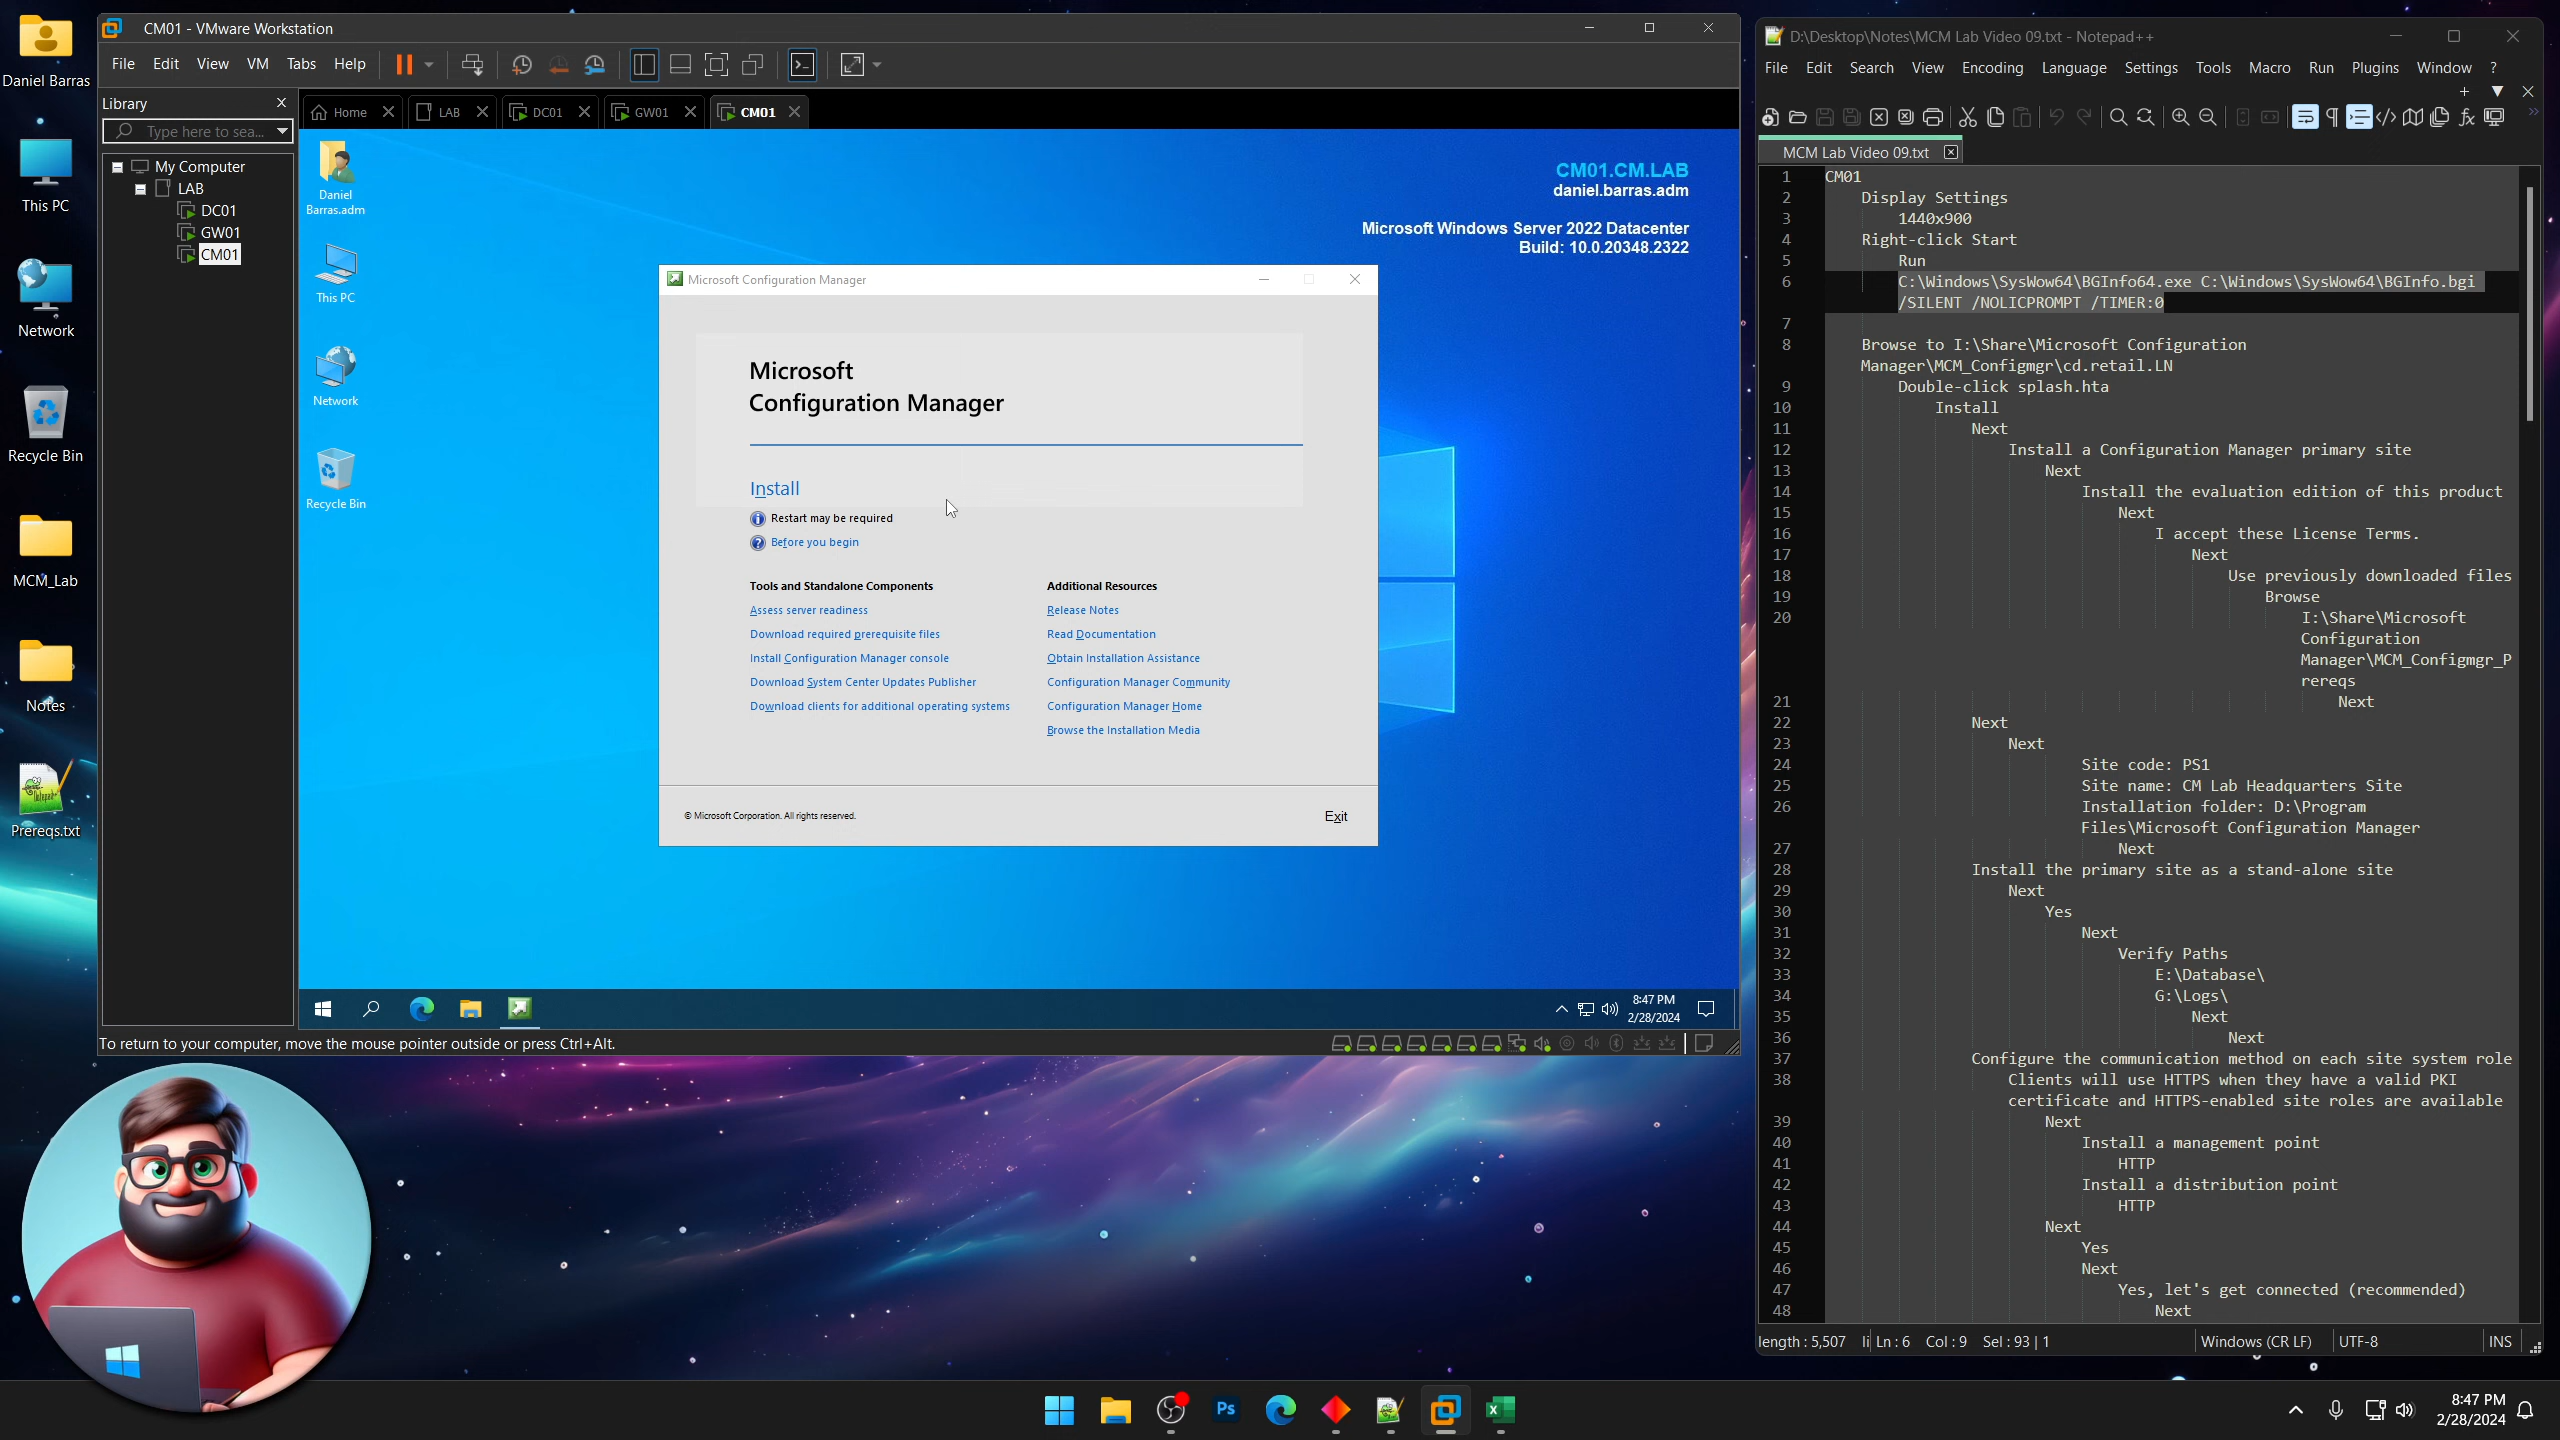 Daniel Barras
This PC
Network
Recycle Bin
MCM_Lab
Notes
Prereqs.txt
CM01 - VMware Workstation
File Edit View VM Tabs Help
Library
Type here to sea...
My Computer
LAB
DC01
GW01
CM01
Home LAB DC01 GW01 CM01
Daniel
Barras.adm
This PC
Network
Recycle Bin
CM01.CM.LAB
daniel.barras.adm
Microsoft Windows Server 2022 Datacenter
Build: 10.0.20348.2322
Microsoft Configuration Manager
Microsoft
Configuration Manager
Install
Restart may be required
Before you begin
Tools and Standalone Components
Assess server readiness
Download required prerequisite files
Install Configuration Manager console
Download System Center Updates Publisher
Download clients for additional operating systems
Additional Resources
Release Notes
Read Documentation
Obtain Installation Assistance
Configuration Manager Community
Configuration Manager Home
Browse the Installation Media
© Microsoft Corporation. All rights reserved.
Exit
8:47 PM
2/28/2024
To return to your computer, move the mouse pointer outside or press Ctrl+Alt.
D:\Desktop\Notes\MCM Lab Video 09.txt - Notepad++
File Edit Search View Encoding Language Settings Tools Macro Run Plugins Window ?
MCM Lab Video 09.txt
1 CM01
2 Display Settings
3 1440x900
4 Right-click Start
5 Run
6 C:\Windows\SysWow64\BGInfo64.exe C:\Windows\SysWow64\BGInfo.bgi
/SILENT /NOLICPROMPT /TIMER:0
7
8 Browse to I:\Share\Microsoft Configuration
Manager\MCM_Configmgr\cd.retail.LN
9 Double-click splash.hta
10 Install
11 Next
12 Install a Configuration Manager primary site
13 Next
14 Install the evaluation edition of this product
15 Next
16 I accept these License Terms.
17 Next
18 Use previously downloaded files
19 Browse
20 I:\Share\Microsoft
Configuration
Manager\MCM_Configmgr_P
rereqs
21 Next
22 Next
23 Next
24 Site code: PS1
25 Site name: CM Lab Headquarters Site
26 Installation folder: D:\Program
Files\Microsoft Configuration Manager
27 Next
28 Install the primary site as a stand-alone site
29 Next
30 Yes
31 Next
32 Verify Paths
33 E:\Database\
34 G:\Logs\
35 Next
36 Next
37 Configure the communication method on each site system role
38 Clients will use HTTPS when they have a valid PKI
certificate and HTTPS-enabled site roles are available
39 Next
40 Install a management point
41 HTTP
42 Install a distribution point
43 HTTP
44 Next
45 Yes
46 Next
47 Yes, let's get connected (recommended)
48 Next
length : 5,507 li Ln : 6 Col : 9 Sel : 93 | 1 Windows (CR LF) UTF-8 INS
Ps
8:47 PM
2/28/2024